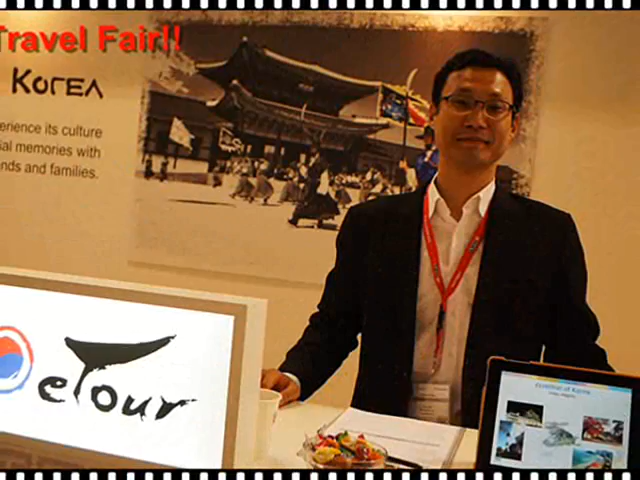 Travel Fair!!
KOREA
erience its culture
ial memories with
nds and families.
eTour